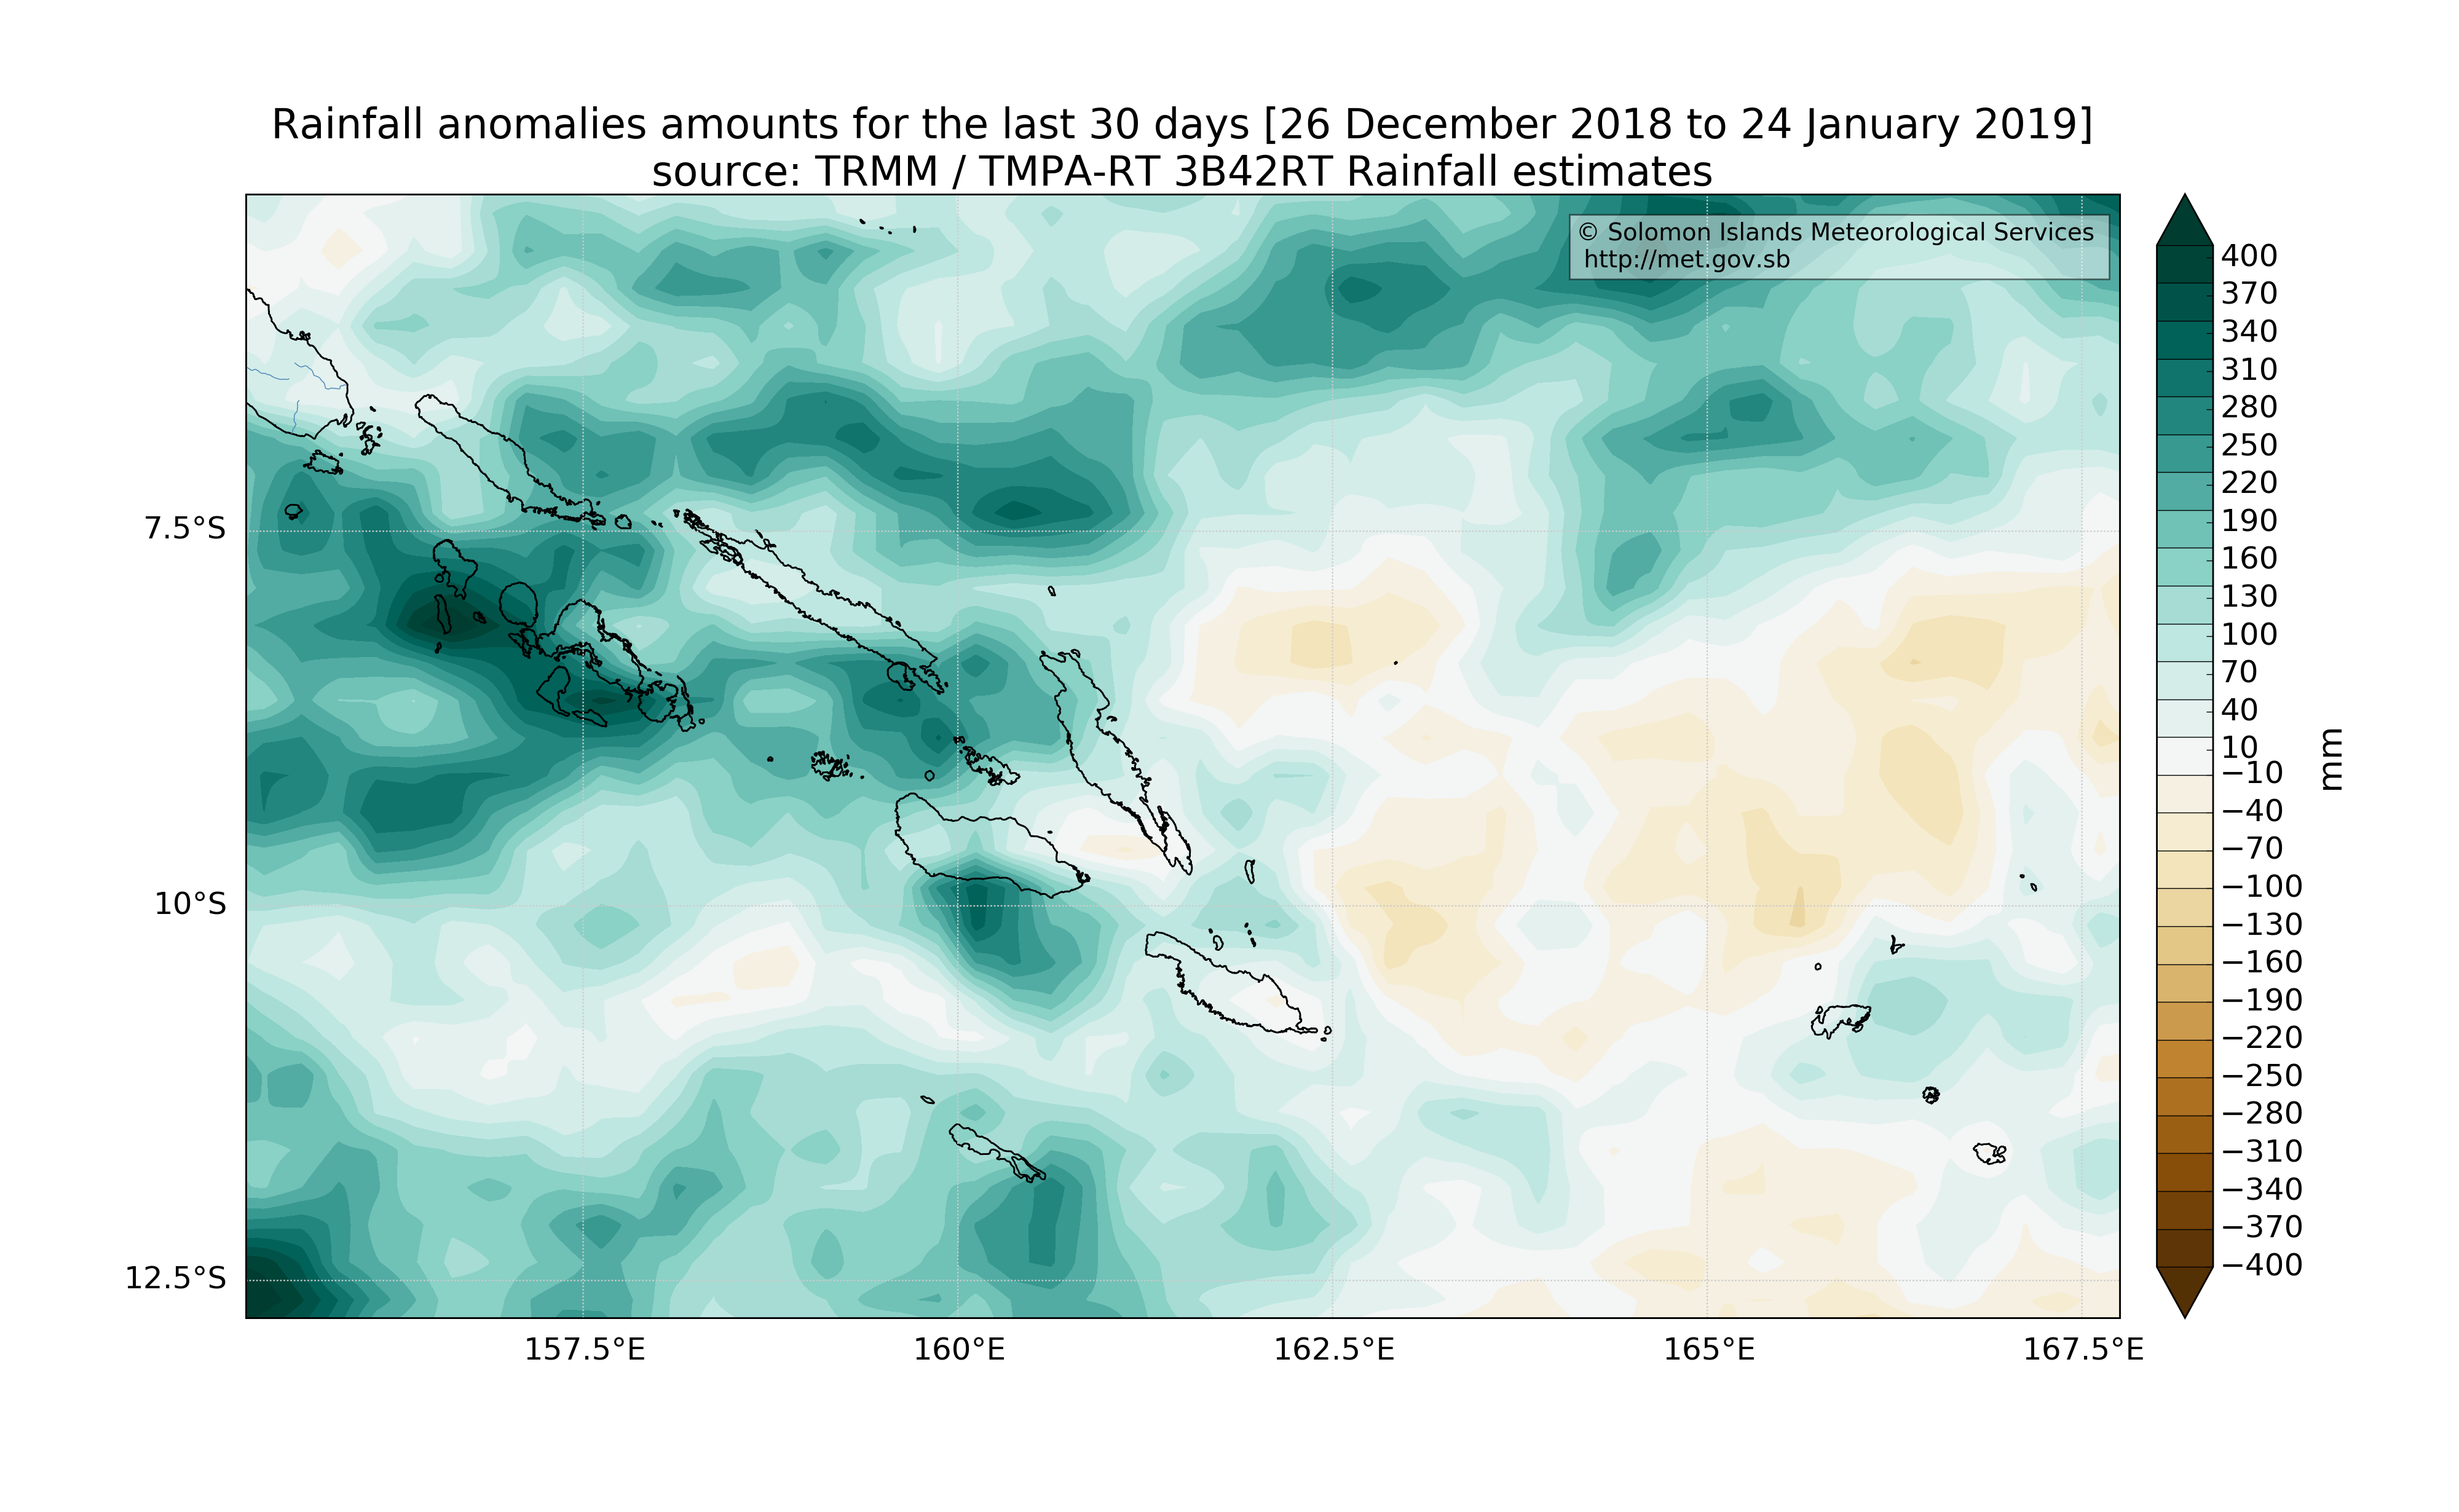 Rainfall anomalies amounts for the last 30 days [26 December 2018 to 24 January 2019]
source: TRMM / TMPA-RT 3B42RT Rainfall estimates
© Solomon Islands Meteorological Services
http://met.gov.sb
7.5°S
10°S
12.5°S
157.5°E
160°E
162.5°E
165°E
167.5°E
400
370
340
310
280
250
220
190
160
130
100
70
40
10
−10
−40
−70
−100
−130
−160
−190
−220
−250
−280
−310
−340
−370
−400
mm